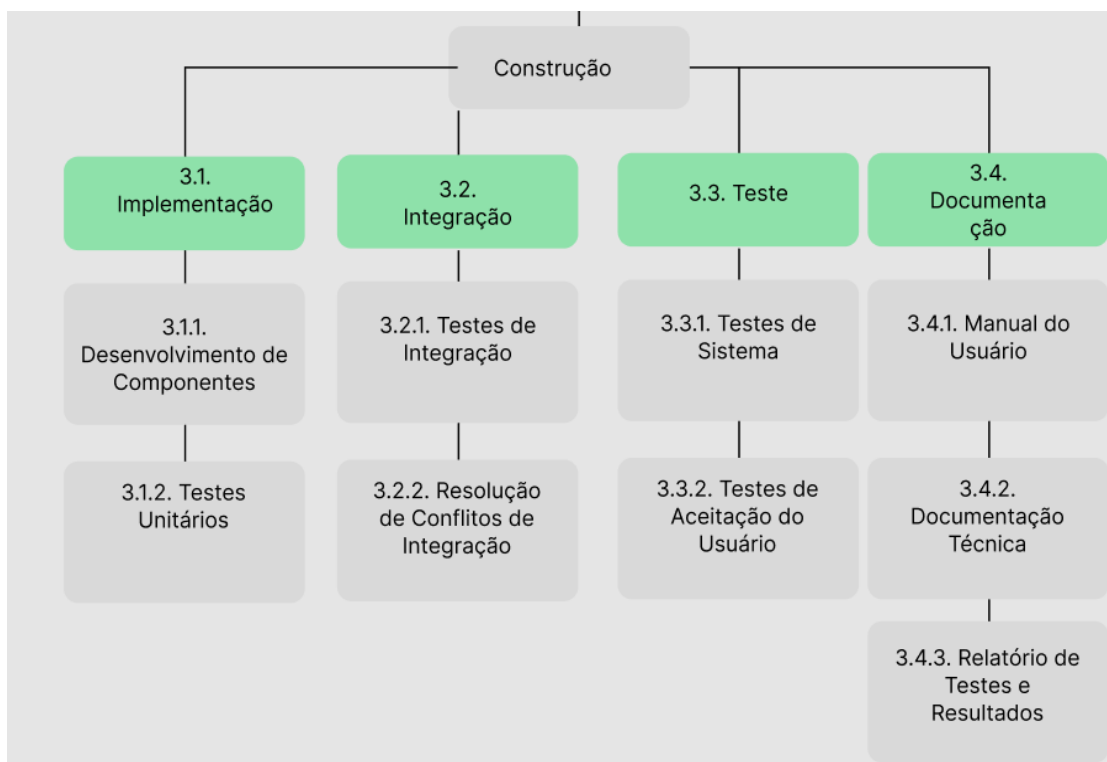 Construção
3.1.
Implementação
3.2.
Integração
3.3. Teste
3.4.
Documenta
ção
3.1.1.
Desenvolvimento de
Componentes
3.2.1. Testes de
Integração
3.3.1. Testes de
Sistema
3.4.1. Manual do
Usuário
3.1.2. Testes
Unitários
3.2.2. Resolução
de Conflitos de
Integração
3.3.2. Testes de
Aceitação do
Usuário
3.4.2.
Documentação
Técnica
3.4.3. Relatório de
Testes e
Resultados